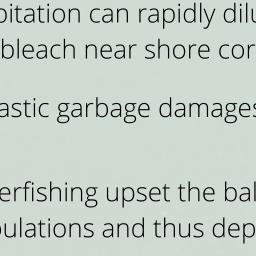 pitation can rapidly dilu
bleach near shore cor
astic garbage damages
erfishing upset the bal
pulations and thus dep